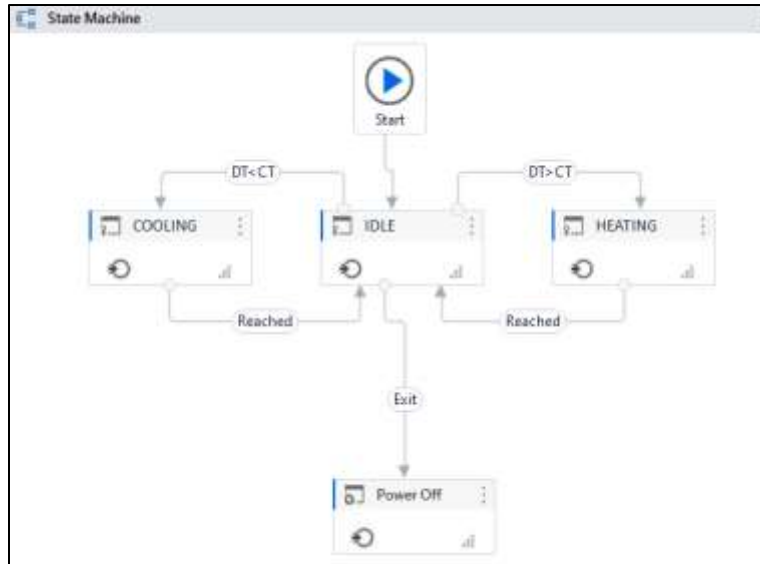 State Machine
Start
DT<CT
DT>CT
COOLING
IDLE
HEATING
Reached
Reached
Exit
Power Off